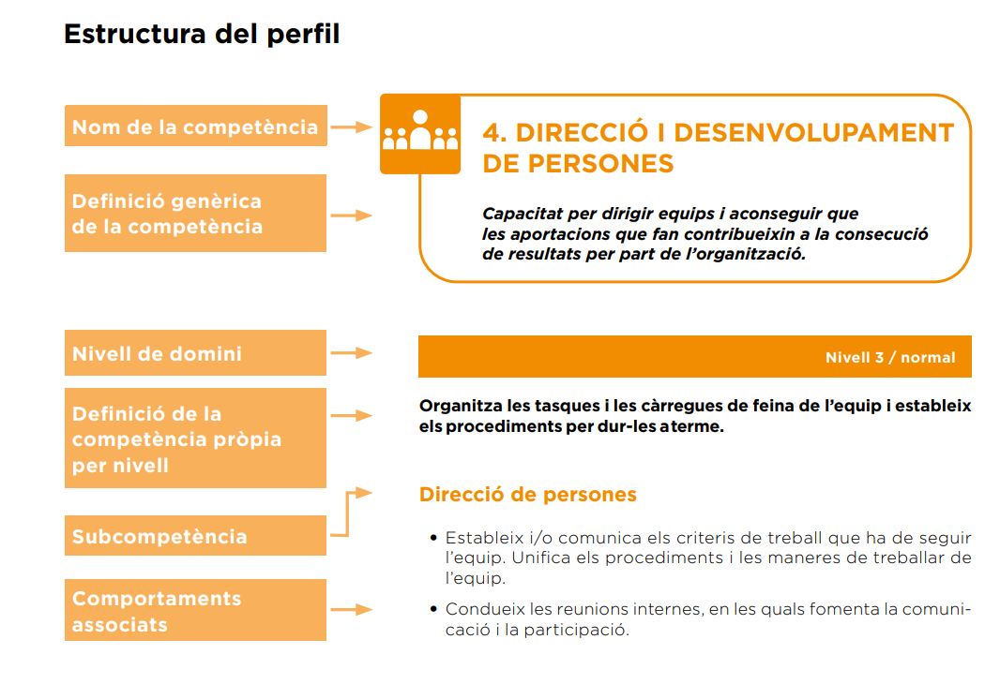 Estructura del perfil
Nom de la competència
4. DIRECCIÓ I DESENVOLUPAMENT
DE PERSONES
Definició genèrica
de la competència
Capacitat per dirigir equips i aconseguir que
les aportacions que fan contribueixin a la consecució
de resultats per part de l’organització.
Nivell de domini
Nivell 3 / normal
Definició de la
competència pròpia
per nivell
Organitza les tasques i les càrregues de feina de l’equip i estableix
els procediments per dur-les a terme.
Subcompetència
Direcció de persones
Comportaments
associats
• Estableix i/o comunica els criteris de treball que ha de seguir
l’equip. Unifica els procediments i les maneres de treballar de
l’equip.
• Condueix les reunions internes, en les quals fomenta la comuni-
cació i la participació.